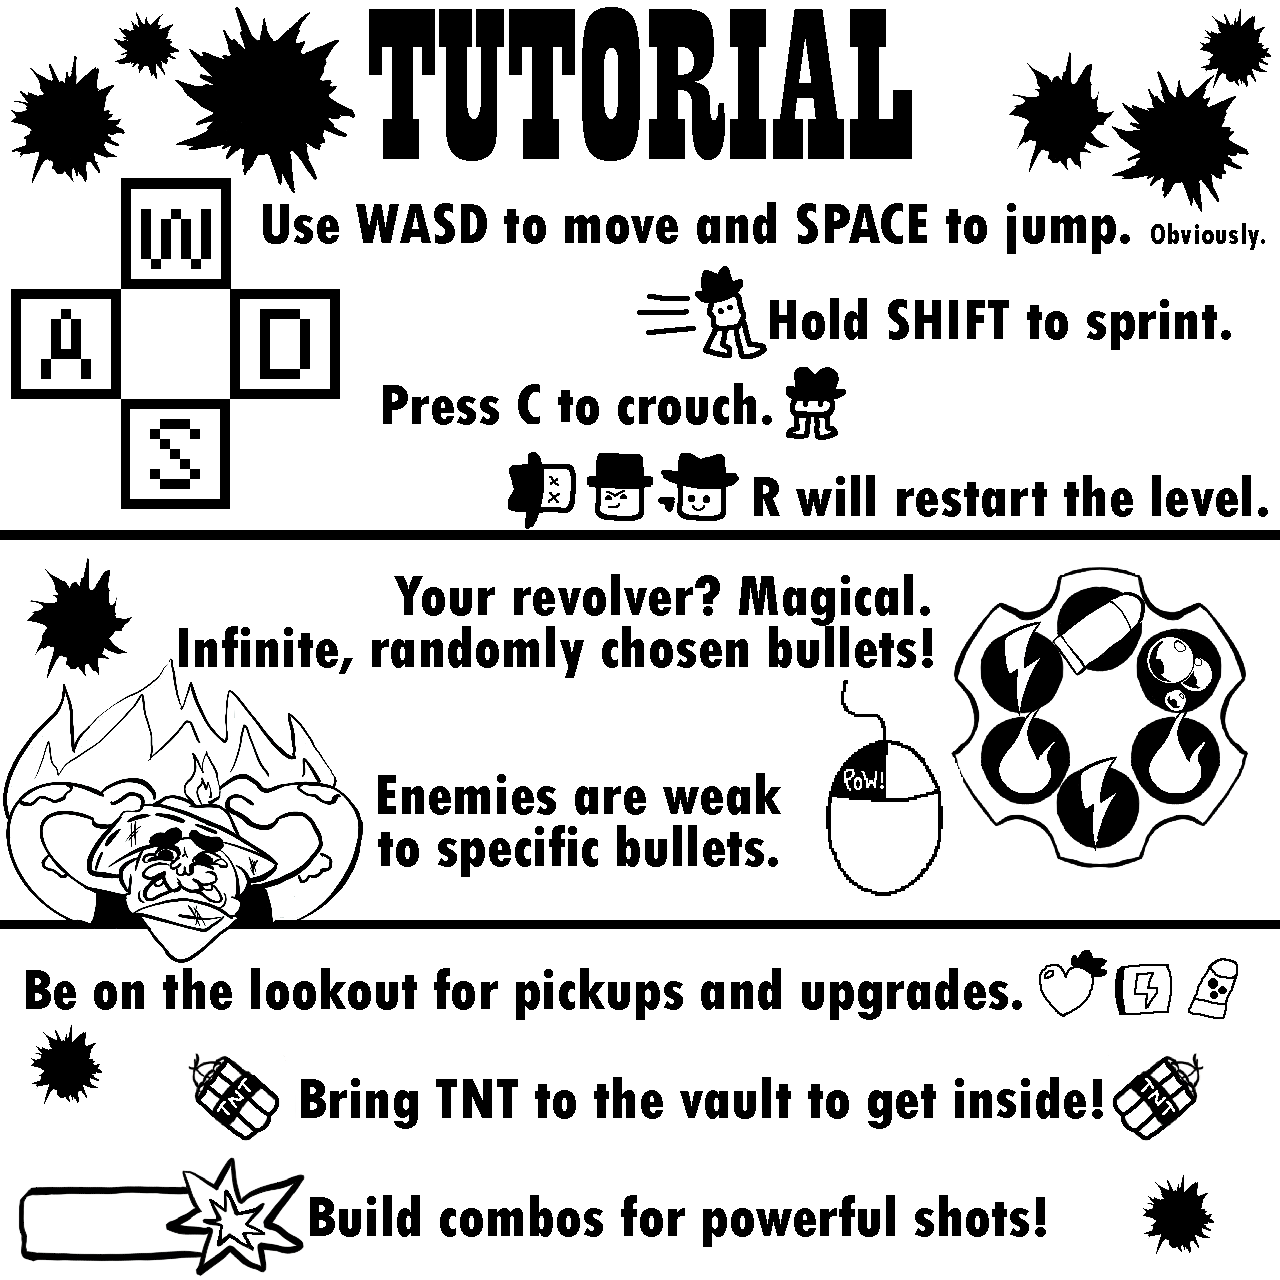 TUTORIAL
W
Use WASD to move and SPACE to jump. Obviously.
A
D
Hold SHIFT to sprint.
Press C to crouch.
S
R will restart the level.
Your revolver? Magical.
Infinite, randomly chosen bullets!
POW!
Enemies are weak
to specific bullets.
Be on the lookout for pickups and upgrades.
TNT
Bring TNT to the vault to get inside!
TNT
Build combos for powerful shots!